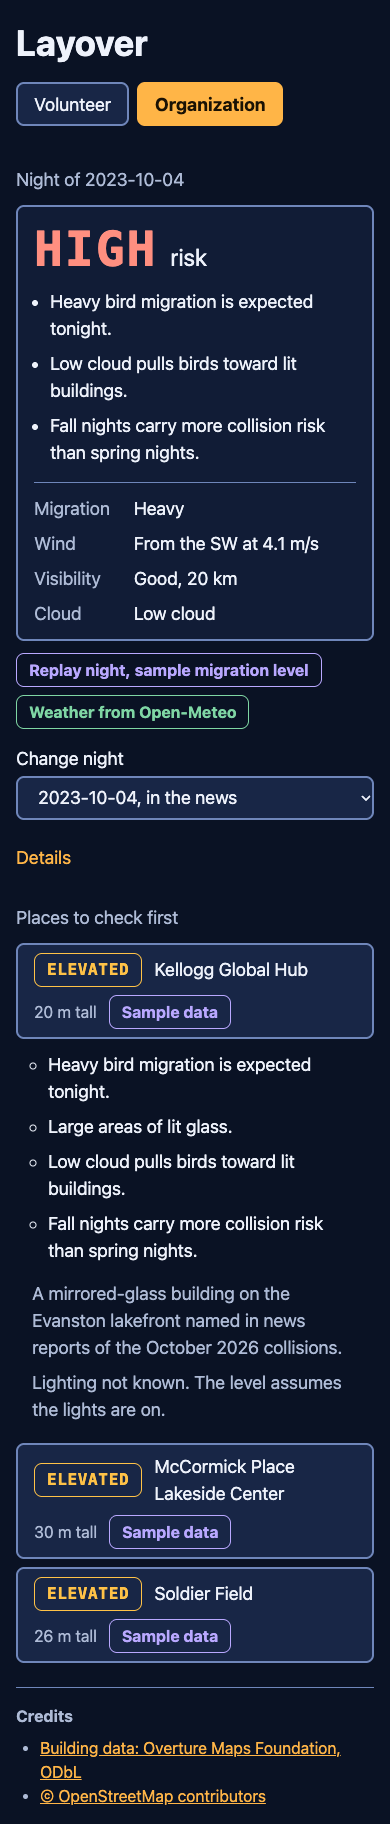 Layover
Volunteer
Organization
Night of 2023-10-04
HIGH risk
Heavy bird migration is expected
tonight.
Low cloud pulls birds toward lit
buildings.
Fall nights carry more collision risk
than spring nights.
Migration Heavy
Wind From the SW at 4.1 m/s
Visibility Good, 20 km
Cloud Low cloud
Replay night, sample migration level
Weather from Open-Meteo
Change night
2023-10-04, in the news
Details
Places to check first
ELEVATED Kellogg Global Hub
20 m tall Sample data
Heavy bird migration is expected
tonight.
Large areas of lit glass.
Low cloud pulls birds toward lit
buildings.
Fall nights carry more collision risk
than spring nights.
A mirrored-glass building on the
Evanston lakefront named in news
reports of the October 2026 collisions.
Lighting not known. The level assumes
the lights are on.
ELEVATED McCormick Place
Lakeside Center
30 m tall Sample data
ELEVATED Soldier Field
26 m tall Sample data
Credits
Building data: Overture Maps Foundation,
ODbL
© OpenStreetMap contributors